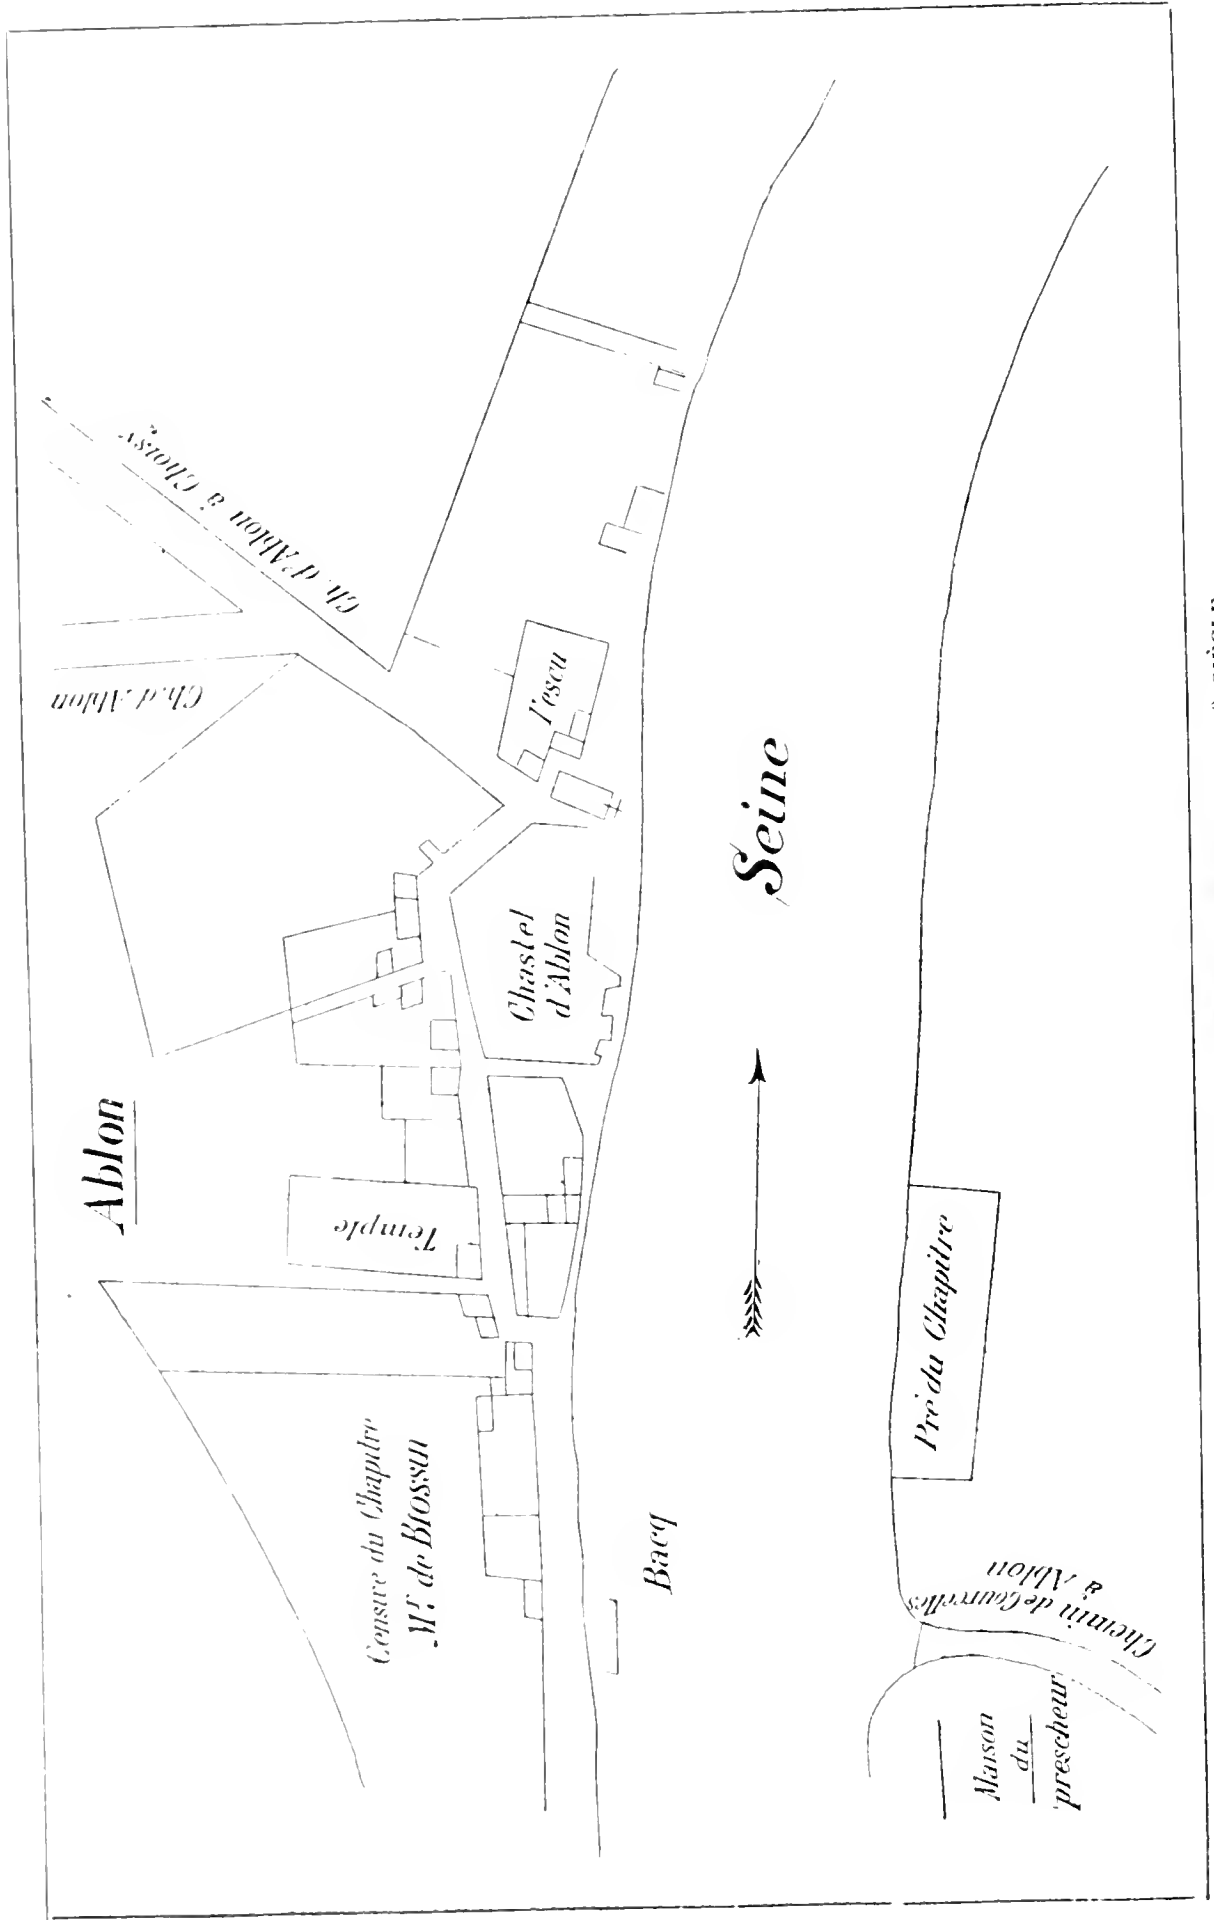 Ablon
Ch. d'Ablon
Ch. d'Ablon à Choisy
Temple
Censive du Chapitre
Mr. de Brossin
Chastel
d'Ablon
l'escu
Bacq
Seine
Pré du Chapitre
Chemin de Courcelles
à Ablon
Maison
du
prescheur